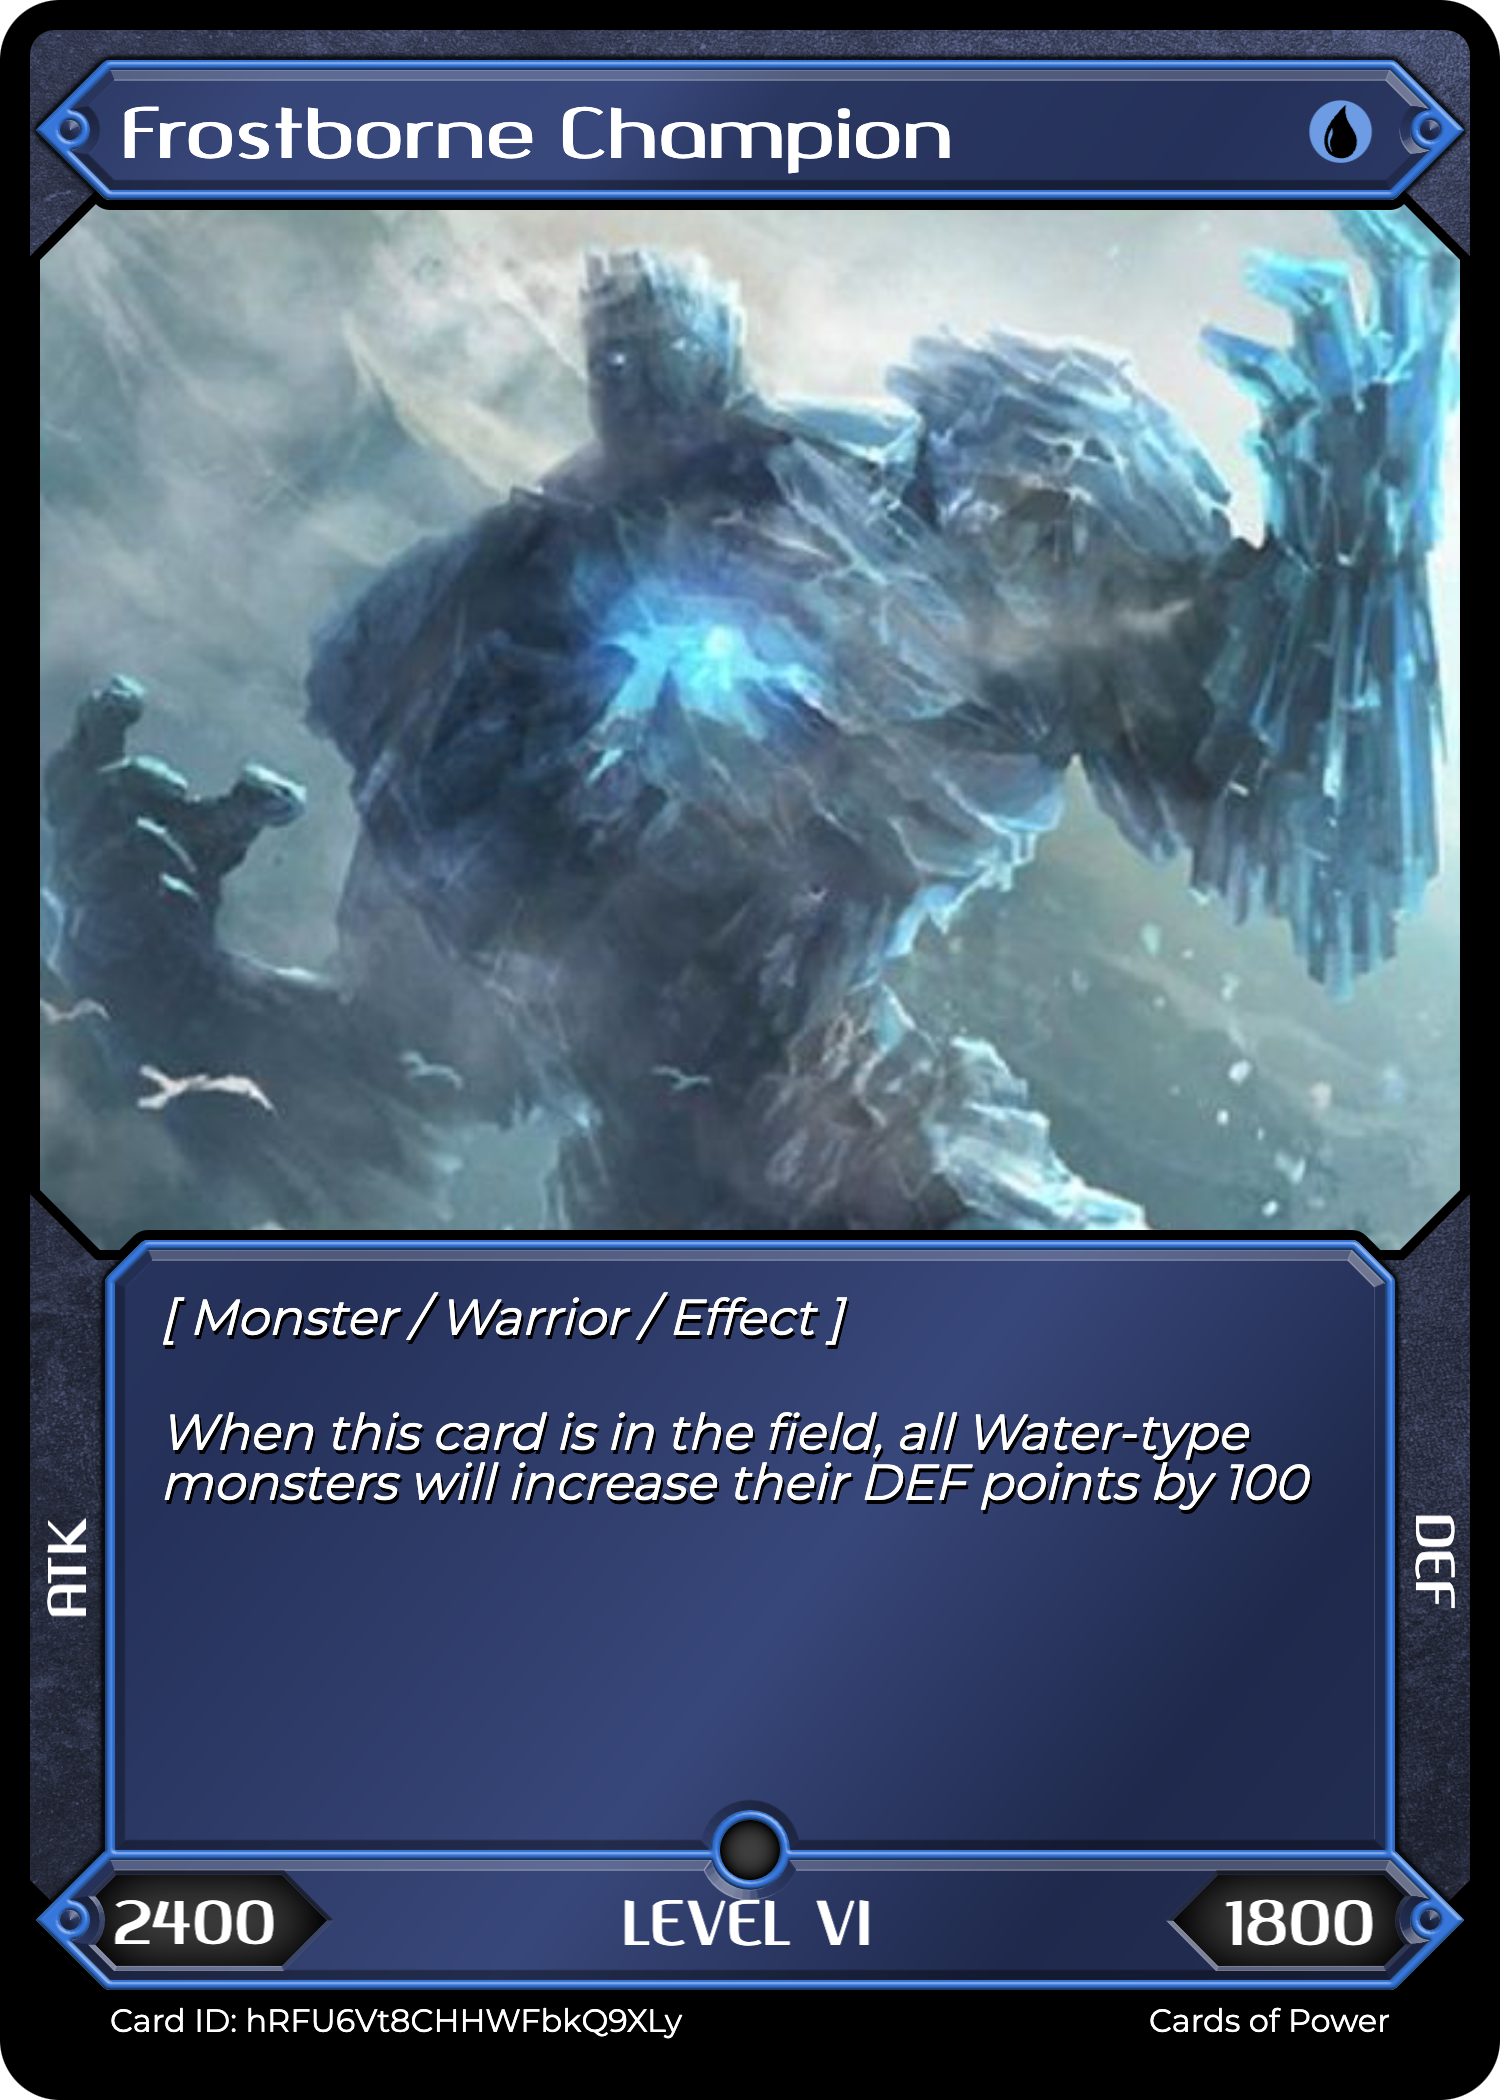 Frostborne Champion
[ Monster / Warrior / Effect ]
When this card is in the field, all Water-type
monsters will increase their DEF points by 100
ATK
DEF
2400
LEVEL VI
1800
Card ID: hRFU6Vt8CHHWFbkQ9XLy
Cards of Power